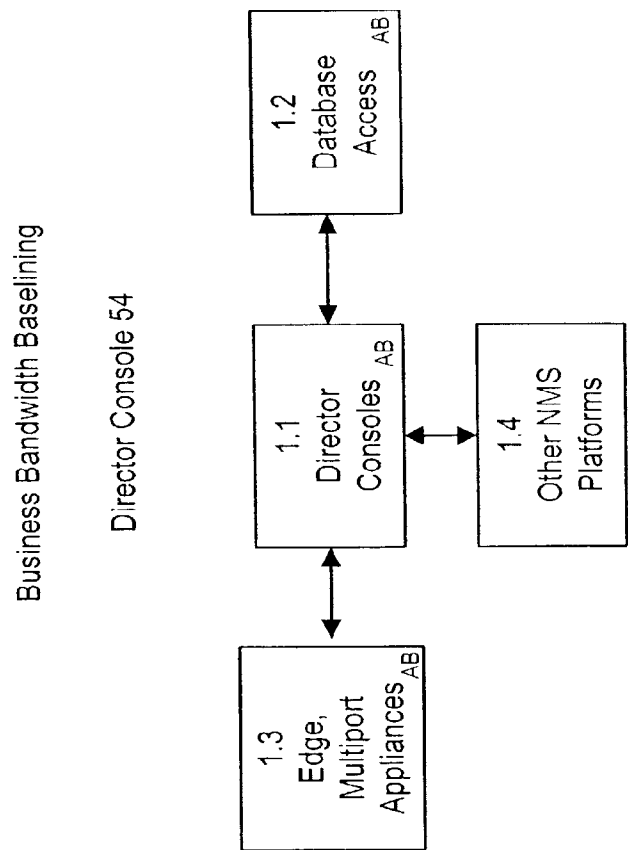 Business Bandwidth Baselining
Director Console 54
1.3
Edge,
Multiport
Appliances
AB
1.1
Director
Consoles
AB
1.2
Database
Access
AB
1.4
Other NMS
Platforms